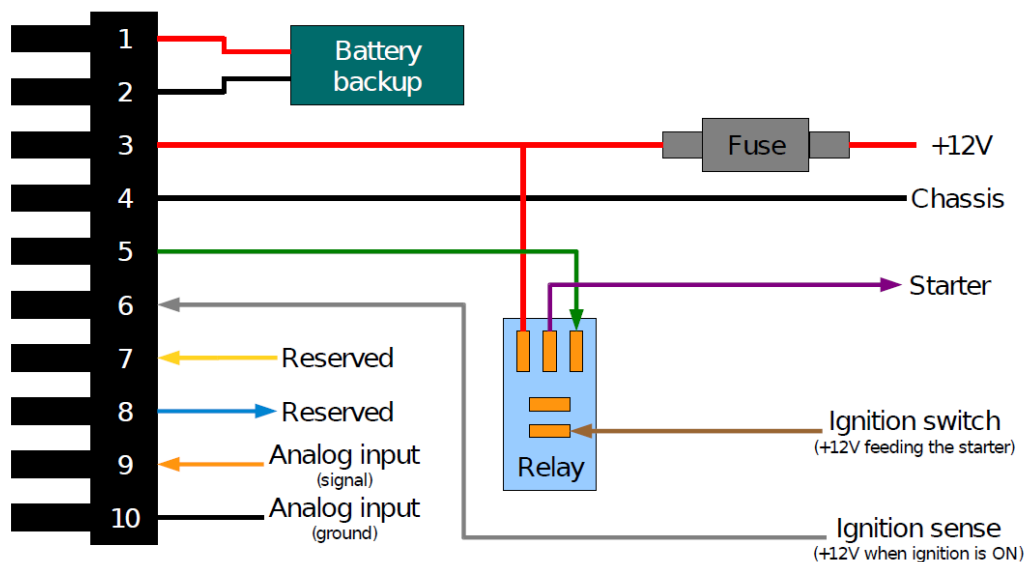 1
Battery
backup
2
3
Fuse
+12V
4
Chassis
5
Starter
6
7
Reserved
8
Reserved
Ignition switch
(+12V feeding the starter)
9
Analog input
(signal)
Relay
10
Analog input
(ground)
Ignition sense
(+12V when ignition is ON)